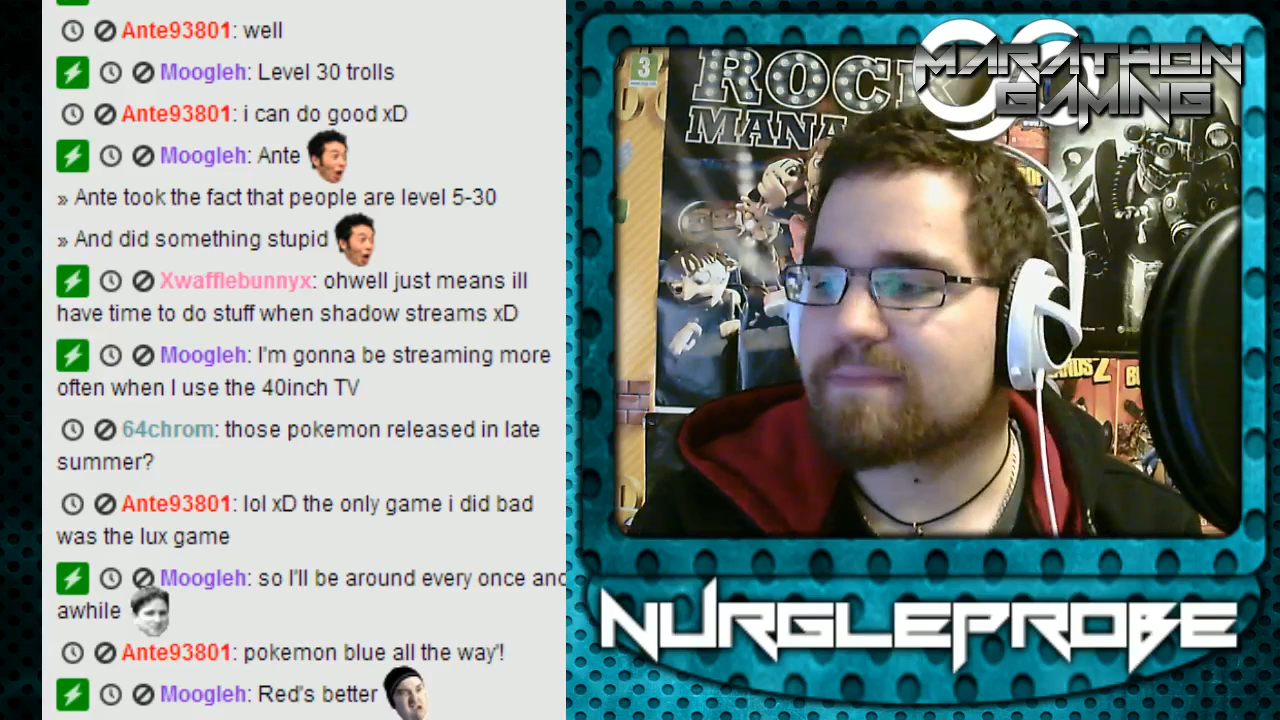 Ante93801: well
Moogleh: Level 30 trolls
Ante93801: i can do good xD
Moogleh: Ante
» Ante took the fact that people are level 5-30
» And did something stupid
Xwafflebunnyx: ohwell just means ill
have time to do stuff when shadow streams xD
Moogleh: I'm gonna be streaming more
often when I use the 40inch TV
64chrom: those pokemon released in late
summer?
Ante93801: lol xD the only game i did bad
was the lux game
Moogleh: so I'll be around every once and
awhile
Ante93801: pokemon blue all the way'!
Moogleh: Red's better
MARATHON
GAMING
3
ROCK
MANA
NURGLEPROBE